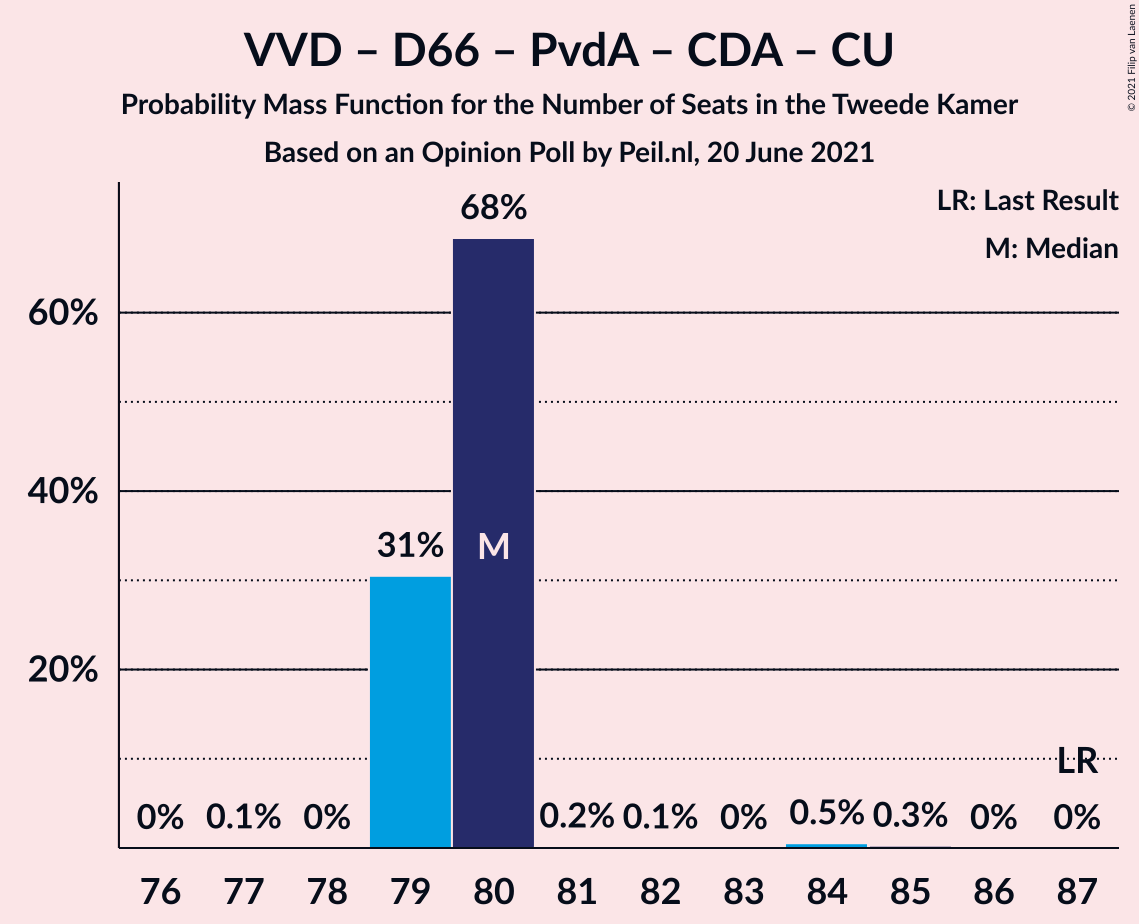 VVD – D66 – PvdA – CDA – CU
Probability Mass Function for the Number of Seats in the Tweede Kamer
Based on an Opinion Poll by Peil.nl, 20 June 2021
© 2021 Filip van Laenen
LR: Last Result
M: Median
68%
60%
31%
M
40%
20%
LR
0% 0.1% 0% 0.2% 0.1% 0% 0.5% 0.3% 0% 0%
76 77 78 79 80 81 82 83 84 85 86 87